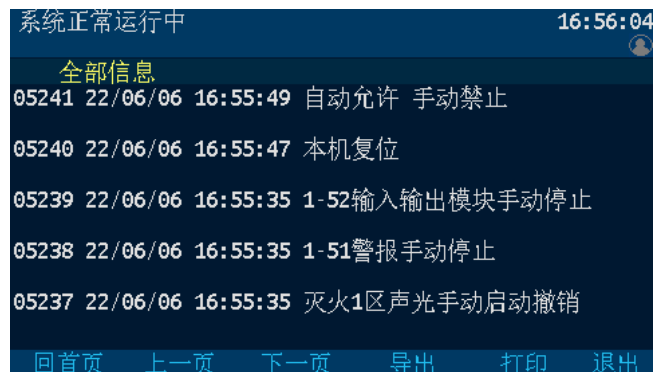 系统正常运行中 16:56:04
全部信息
05241 22/06/06 16:55:49 自动允许 手动禁止
05240 22/06/06 16:55:47 本机复位
05239 22/06/06 16:55:35 1-52输入输出模块手动停止
05238 22/06/06 16:55:35 1-51警报手动停止
05237 22/06/06 16:55:35 灭火1区声光手动启动撤销
回首页 上一页 下一页 导出 打印 退出